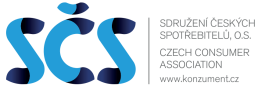 SČS
SDRUŽENÍ ČESKÝCH
SPOTŘEBITELŮ, O.S.
CZECH CONSUMER
ASSOCIATION
www.konzument.cz